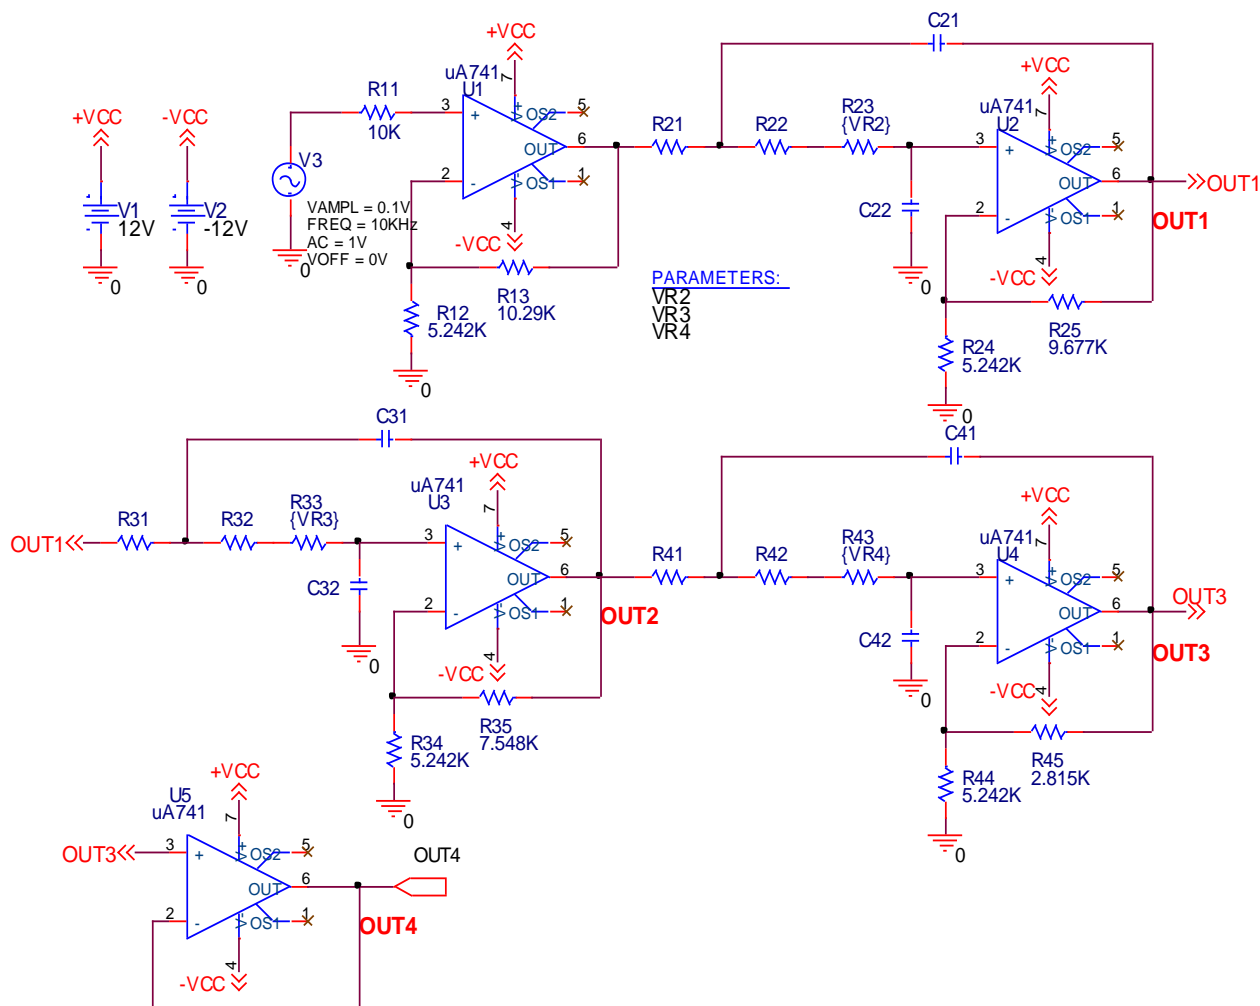 +VCC
-VCC
V1
12V
0
V2
-12V
0
V3
VAMPL = 0.1V
FREQ = 10KHz
AC = 1V
VOFF = 0V
0
R11
10K
+VCC
uA741
U1
7
3
+
V+
OS2
5
6
OUT
2
-
V-
OS1
1
4
-VCC
R13
10.29K
R12
5.242K
0
R21
R22
R23
{VR2}
C21
C22
0
PARAMETERS:
VR2
VR3
VR4
+VCC
uA741
U2
7
3
+
V+
OS2
5
6
OUT
2
-
V-
OS1
1
4
-VCC
OUT1
OUT1
R25
9.677K
R24
5.242K
0
OUT1
R31
R32
R33
{VR3}
C31
C32
0
+VCC
uA741
U3
7
3
+
V+
OS2
5
6
OUT
2
-
V-
OS1
1
4
-VCC
OUT2
R35
7.548K
R34
5.242K
0
R41
R42
R43
{VR4}
C41
C42
0
+VCC
uA741
U4
7
3
+
V+
OS2
5
6
OUT
2
-
V-
OS1
1
4
-VCC
OUT3
OUT3
R45
2.815K
R44
5.242K
0
+VCC
U5
uA741
7
OUT3
3
+
V+
OS2
5
6
OUT
2
-
V-
OS1
1
4
-VCC
OUT4
OUT4